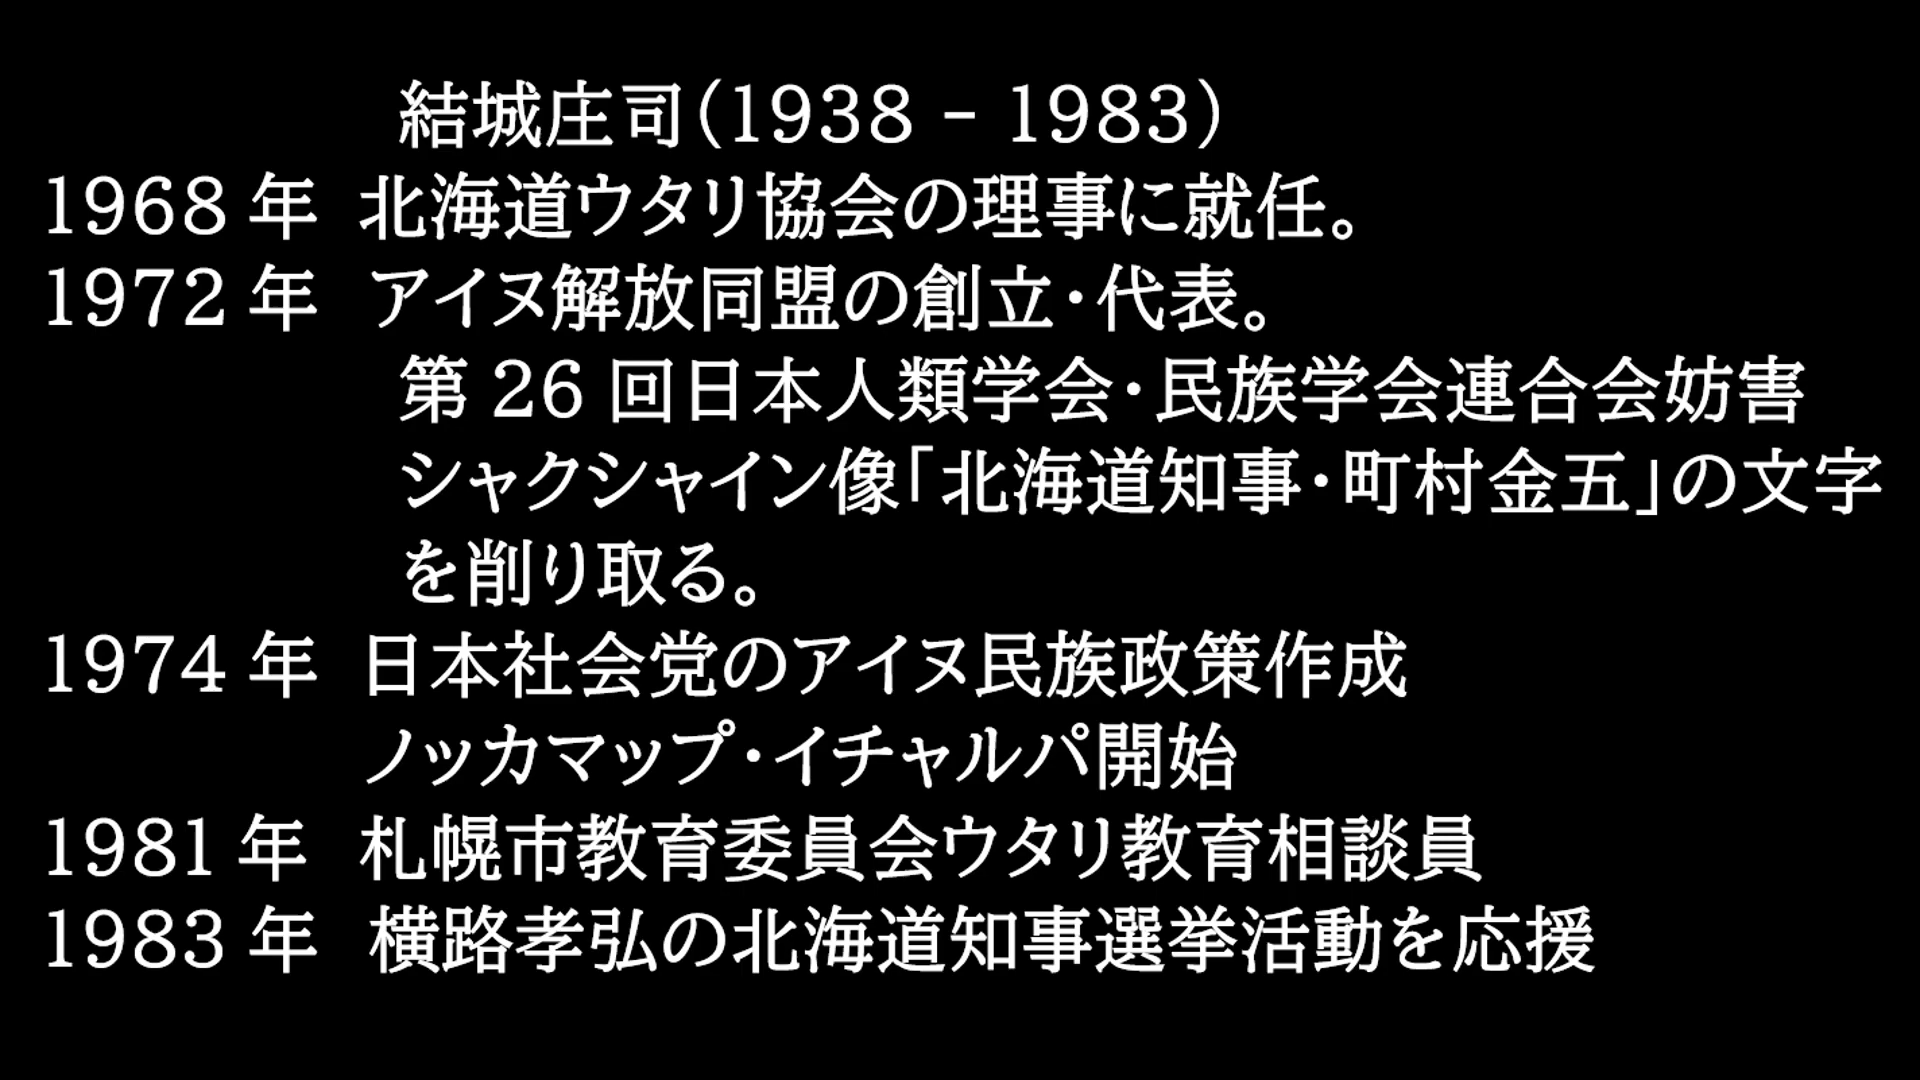 結城庄司(1938 - 1983)
1968年 北海道ウタリ協会の理事に就任。
1972年 アイヌ解放同盟の創立・代表。
第26回日本人類学会・民族学会連合会妨害
シャクシャイン像「北海道知事・町村金五」の文字
を削り取る。
1974年 日本社会党のアイヌ民族政策作成
ノッカマップ・イチャルパ開始
1981年 札幌市教育委員会ウタリ教育相談員
1983年 横路孝弘の北海道知事選挙活動を応援